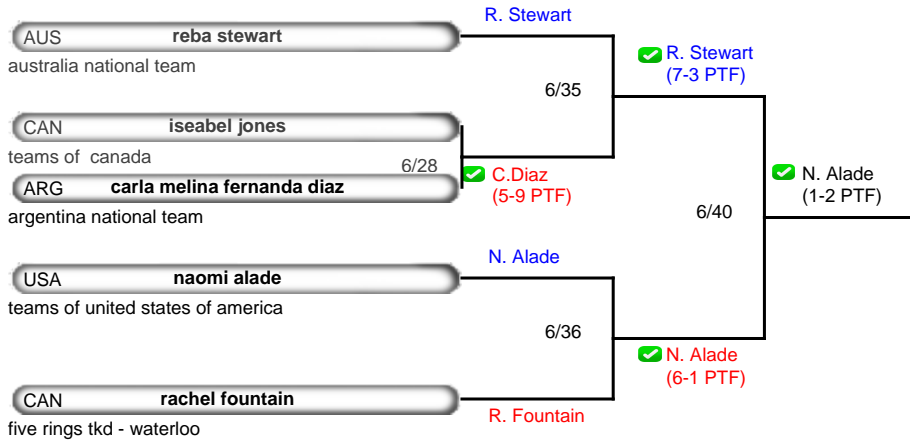 R. Stewart
AUS reba stewart
australia national team
R. Stewart
(7-3 PTF)
6/35
CAN iseabel jones
teams of  canada
6/28
C.Diaz
(5-9 PTF)
ARG carla melina fernanda diaz
argentina national team
N. Alade
(1-2 PTF)
6/40
N. Alade
USA naomi alade
teams of united states of america
6/36
N. Alade
(6-1 PTF)
CAN rachel fountain
R. Fountain
five rings tkd - waterloo